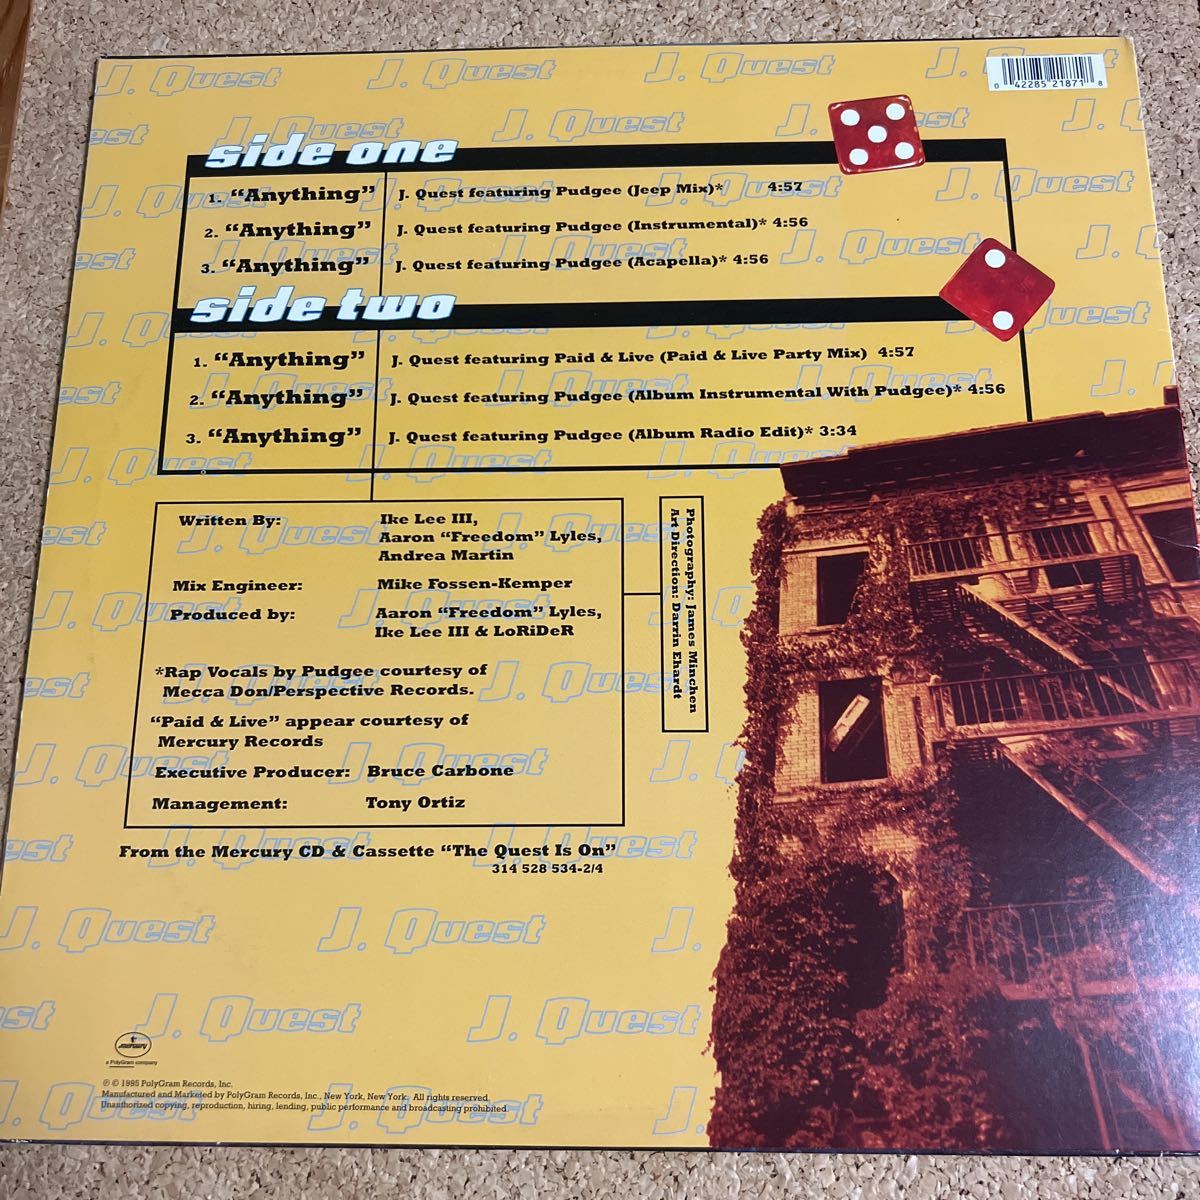 0 42285 21871 8
side one
1. “Anything” J. Quest featuring Pudgee (Jeep Mix)* 4:57
2. “Anything” J. Quest featuring Pudgee (Instrumental)* 4:56
3. “Anything” J. Quest featuring Pudgee (Acapella)* 4:56
side two
1. “Anything” J. Quest featuring Paid & Live (Paid & Live Party Mix) 4:57
2. “Anything” J. Quest featuring Pudgee (Album Instrumental With Pudgee)* 4:56
3. “Anything” J. Quest featuring Pudgee (Album Radio Edit)* 3:34
Written By: Ike Lee III,
Aaron “Freedom” Lyles,
Andrea Martin
Mix Engineer: Mike Fossen-Kemper
Produced by: Aaron “Freedom” Lyles,
Ike Lee III & LoRiDeR
*Rap Vocals by Pudgee courtesy of
Mecca Don/Perspective Records.
“Paid & Live” appear courtesy of
Mercury Records
Executive Producer: Bruce Carbone
Management: Tony Ortiz
Photography: James Minchen
Art Direction: Darrin Ehardt
From the Mercury CD & Cassette “The Quest Is On”
314 528 534-2/4
J. Quest J. Quest J.
J. Quest J. Quest
mercury
a PolyGram company
℗ © 1995 PolyGram Records, Inc.
Manufactured and Marketed by PolyGram Records, Inc., New York, New York. All rights reserved.
Unauthorized copying, reproduction, hiring, lending, public performance and broadcasting prohibited.